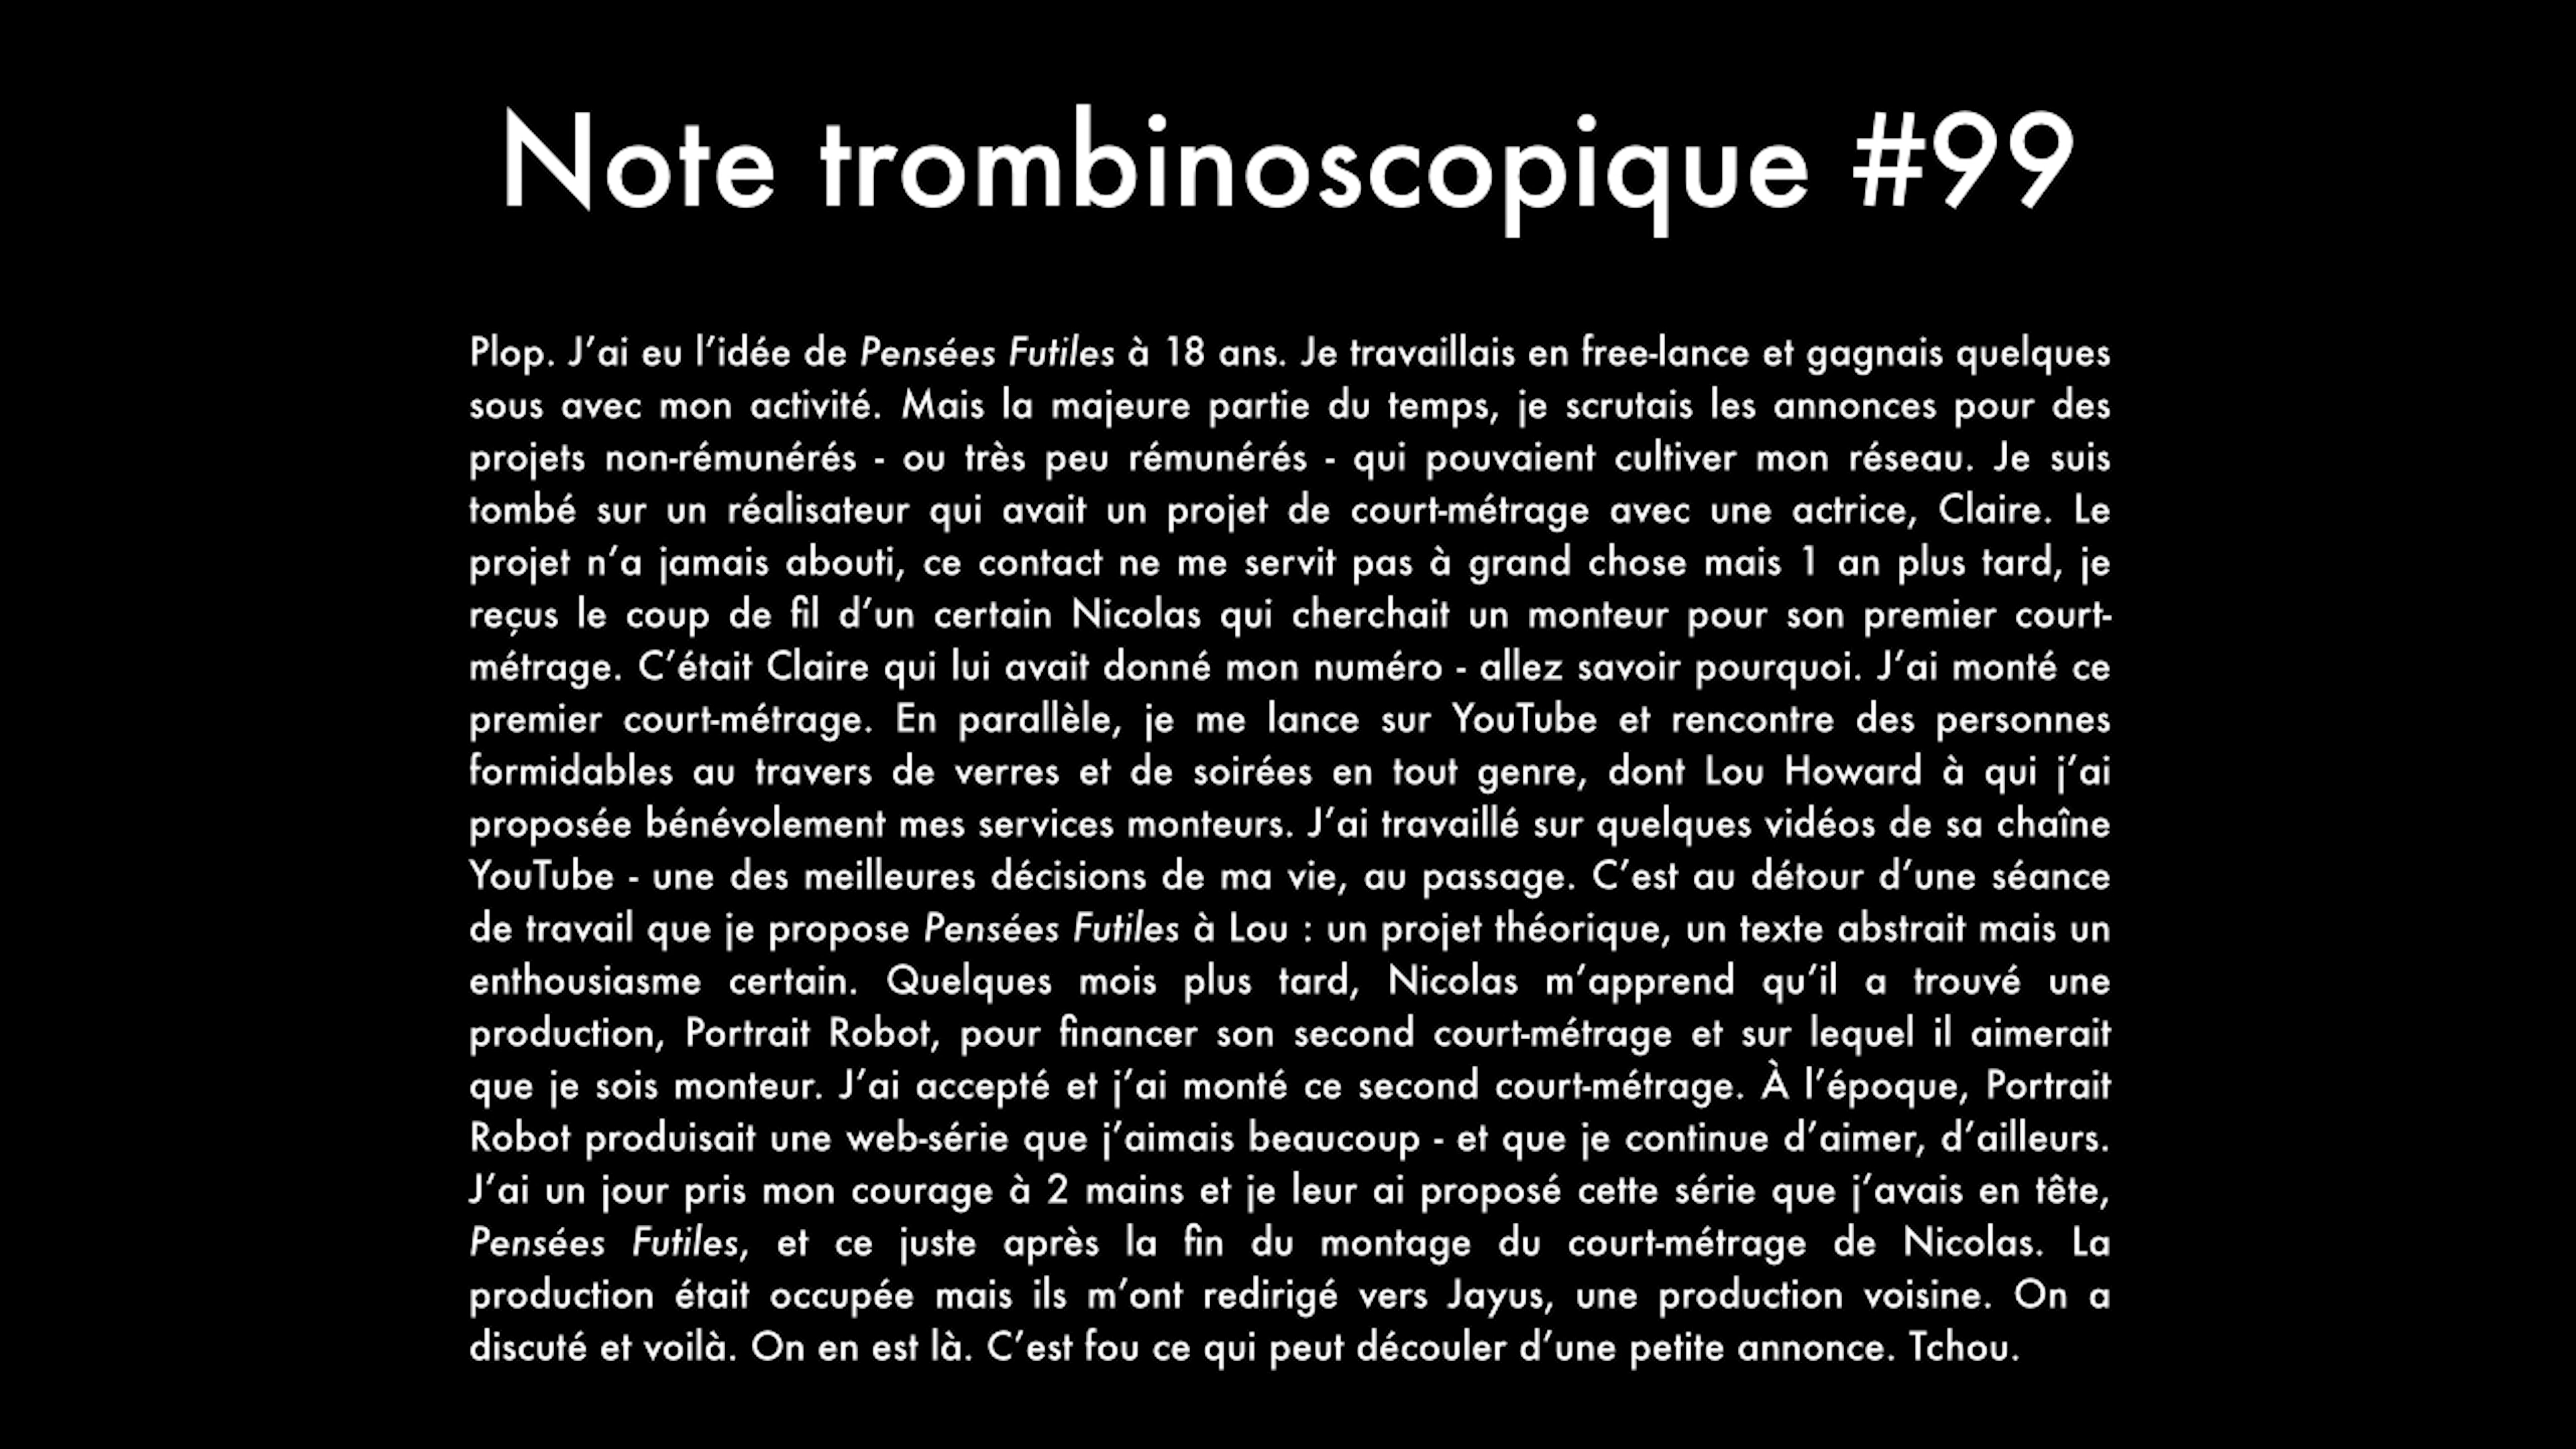 Note trombinoscopique #99
Plop. J’ai eu l’idée de Pensées Futiles à 18 ans. Je travaillais en free-lance et gagnais quelques
sous avec mon activité. Mais la majeure partie du temps, je scrutais les annonces pour des
projets non-rémunérés - ou très peu rémunérés - qui pouvaient cultiver mon réseau. Je suis
tombé sur un réalisateur qui avait un projet de court-métrage avec une actrice, Claire. Le
projet n’a jamais abouti, ce contact ne me servit pas à grand chose mais 1 an plus tard, je
reçus le coup de fil d’un certain Nicolas qui cherchait un monteur pour son premier court-
métrage. C’était Claire qui lui avait donné mon numéro - allez savoir pourquoi. J’ai monté ce
premier court-métrage. En parallèle, je me lance sur YouTube et rencontre des personnes
formidables au travers de verres et de soirées en tout genre, dont Lou Howard à qui j’ai
proposée bénévolement mes services monteurs. J’ai travaillé sur quelques vidéos de sa chaîne
YouTube - une des meilleures décisions de ma vie, au passage. C’est au détour d’une séance
de travail que je propose Pensées Futiles à Lou : un projet théorique, un texte abstrait mais un
enthousiasme certain. Quelques mois plus tard, Nicolas m’apprend qu’il a trouvé une
production, Portrait Robot, pour financer son second court-métrage et sur lequel il aimerait
que je sois monteur. J’ai accepté et j’ai monté ce second court-métrage. À l’époque, Portrait
Robot produisait une web-série que j’aimais beaucoup - et que je continue d’aimer, d’ailleurs.
J’ai un jour pris mon courage à 2 mains et je leur ai proposé cette série que j’avais en tête,
Pensées Futiles, et ce juste après la fin du montage du court-métrage de Nicolas. La
production était occupée mais ils m’ont redirigé vers Jayus, une production voisine. On a
discuté et voilà. On en est là. C’est fou ce qui peut découler d’une petite annonce. Tchou.